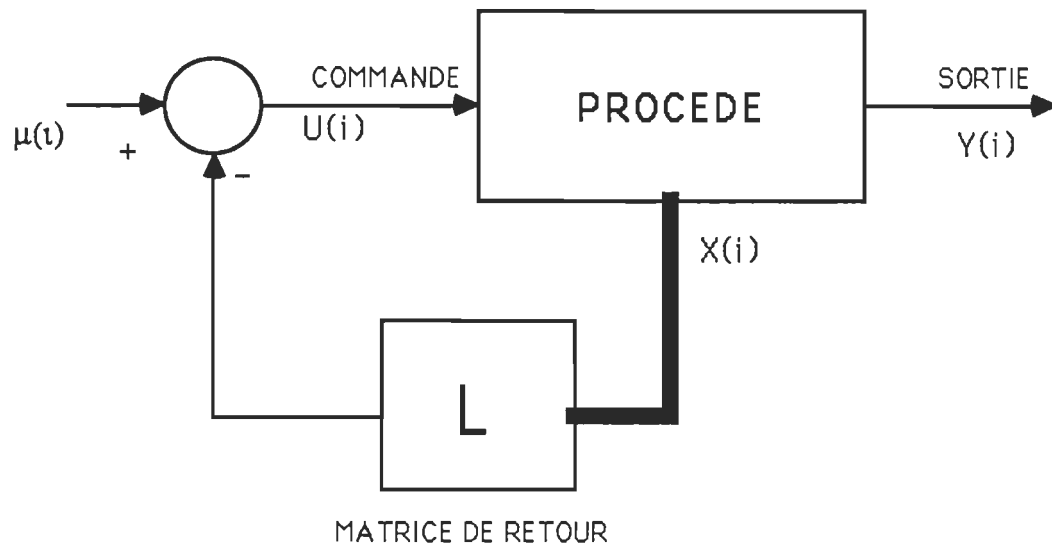 COMMANDE
SORTIE
PROCEDE
μ(ι)
+
U(i)
Y(i)
-
X(i)
L
MATRICE DE RETOUR